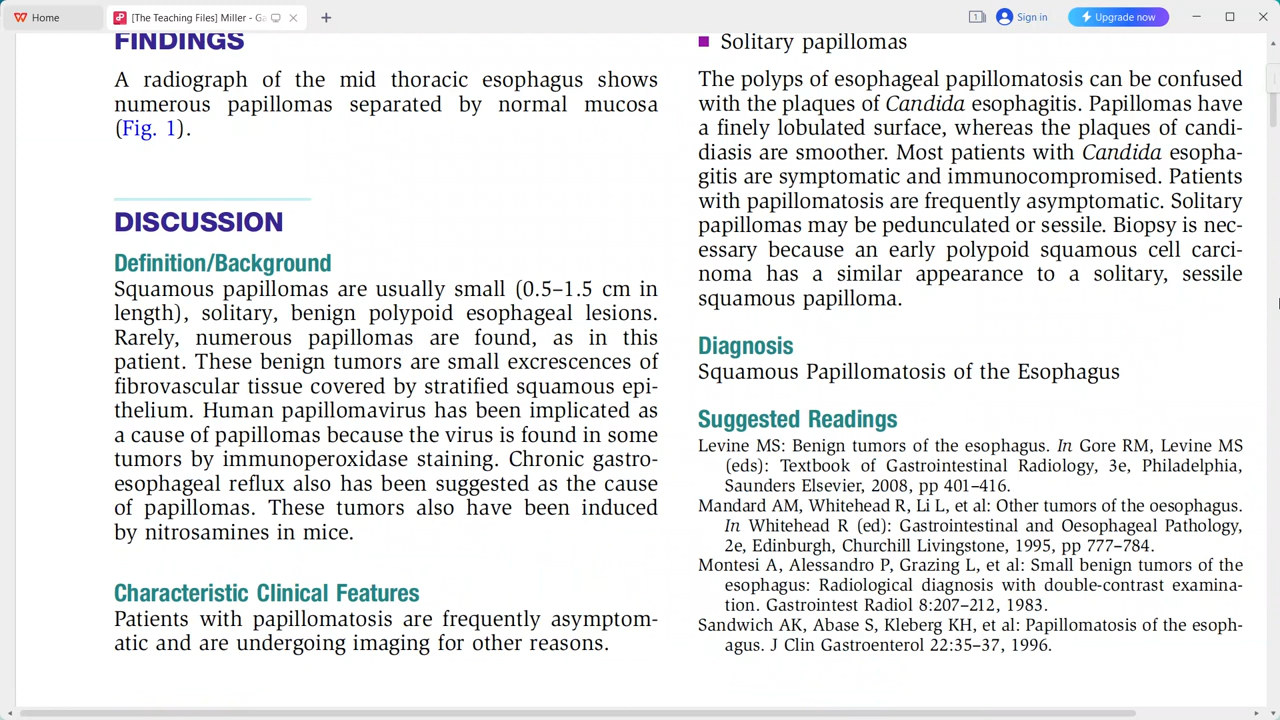 Home
[The Teaching Files] Miller - Ga
1
Sign in
Upgrade now
FINDINGS
A radiograph of the mid thoracic esophagus shows
numerous papillomas separated by normal mucosa
(Fig. 1).
DISCUSSION
Definition/Background
Squamous papillomas are usually small (0.5–1.5 cm in
length), solitary, benign polypoid esophageal lesions.
Rarely, numerous papillomas are found, as in this
patient. These benign tumors are small excrescences of
fibrovascular tissue covered by stratified squamous epi-
thelium. Human papillomavirus has been implicated as
a cause of papillomas because the virus is found in some
tumors by immunoperoxidase staining. Chronic gastro-
esophageal reflux also has been suggested as the cause
of papillomas. These tumors also have been induced
by nitrosamines in mice.
Characteristic Clinical Features
Patients with papillomatosis are frequently asymptom-
atic and are undergoing imaging for other reasons.
■ Solitary papillomas
The polyps of esophageal papillomatosis can be confused
with the plaques of Candida esophagitis. Papillomas have
a finely lobulated surface, whereas the plaques of candi-
diasis are smoother. Most patients with Candida esopha-
gitis are symptomatic and immunocompromised. Patients
with papillomatosis are frequently asymptomatic. Solitary
papillomas may be pedunculated or sessile. Biopsy is nec-
essary because an early polypoid squamous cell carci-
noma has a similar appearance to a solitary, sessile
squamous papilloma.
Diagnosis
Squamous Papillomatosis of the Esophagus
Suggested Readings
Levine MS: Benign tumors of the esophagus. In Gore RM, Levine MS
(eds): Textbook of Gastrointestinal Radiology, 3e, Philadelphia,
Saunders Elsevier, 2008, pp 401–416.
Mandard AM, Whitehead R, Li L, et al: Other tumors of the oesophagus.
In Whitehead R (ed): Gastrointestinal and Oesophageal Pathology,
2e, Edinburgh, Churchill Livingstone, 1995, pp 777–784.
Montesi A, Alessandro P, Grazing L, et al: Small benign tumors of the
esophagus: Radiological diagnosis with double-contrast examina-
tion. Gastrointest Radiol 8:207–212, 1983.
Sandwich AK, Abase S, Kleberg KH, et al: Papillomatosis of the esoph-
agus. J Clin Gastroenterol 22:35–37, 1996.